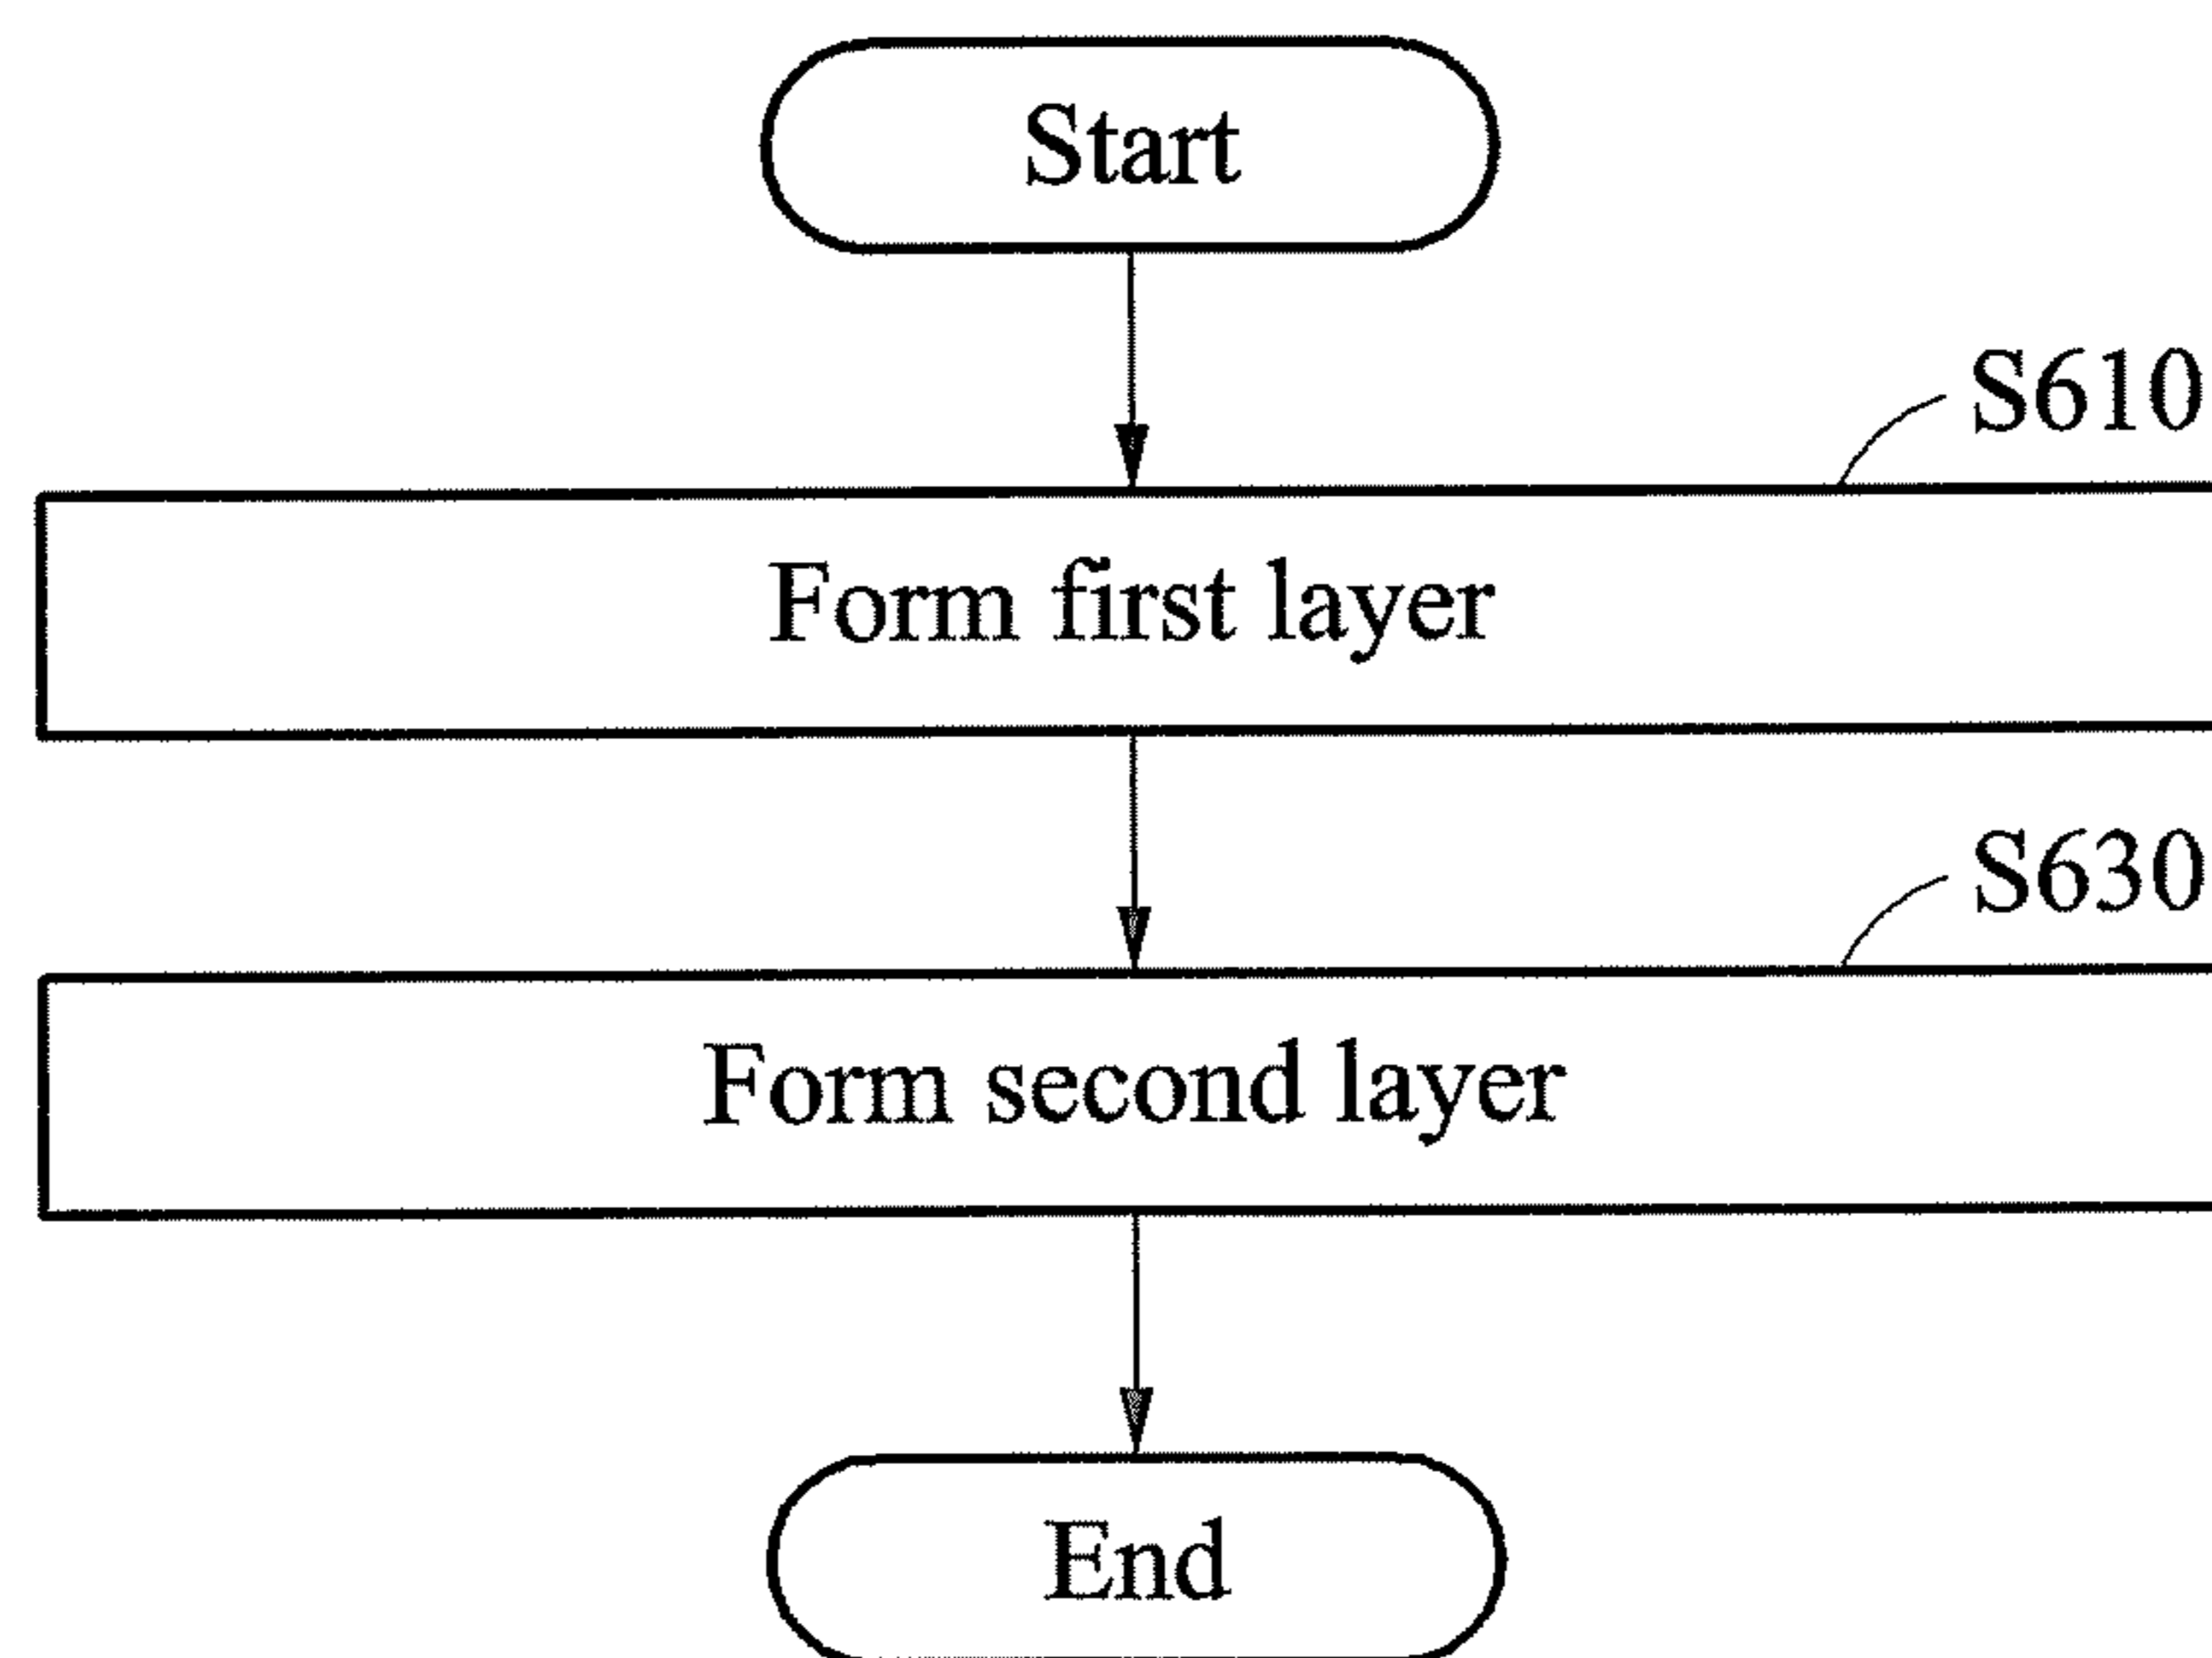 Start
S610
Form first layer
S630
Form second layer
End